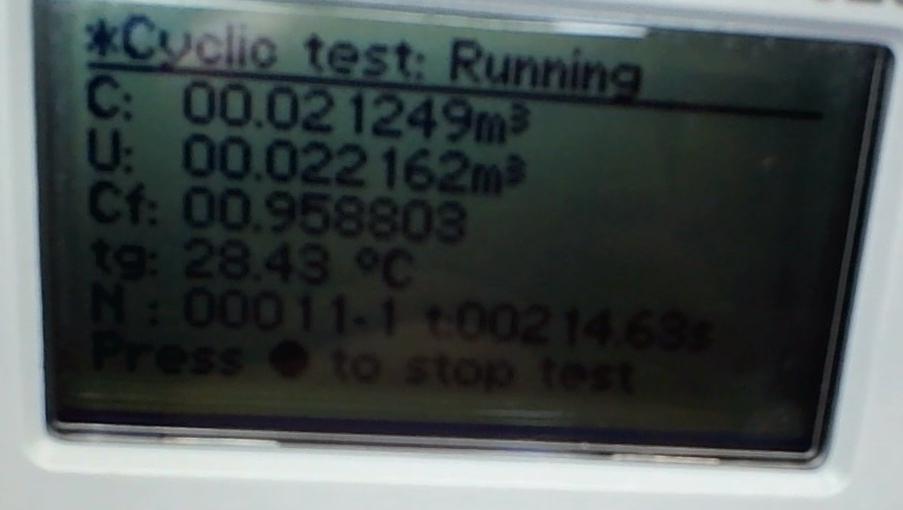 *Cyclic test: Running
C: 00.021249m³
U: 00.022162m³
Cf: 00.958803
tg: 28.43 °C
N : 00011-1 t:00214.63s
Press ● to stop test